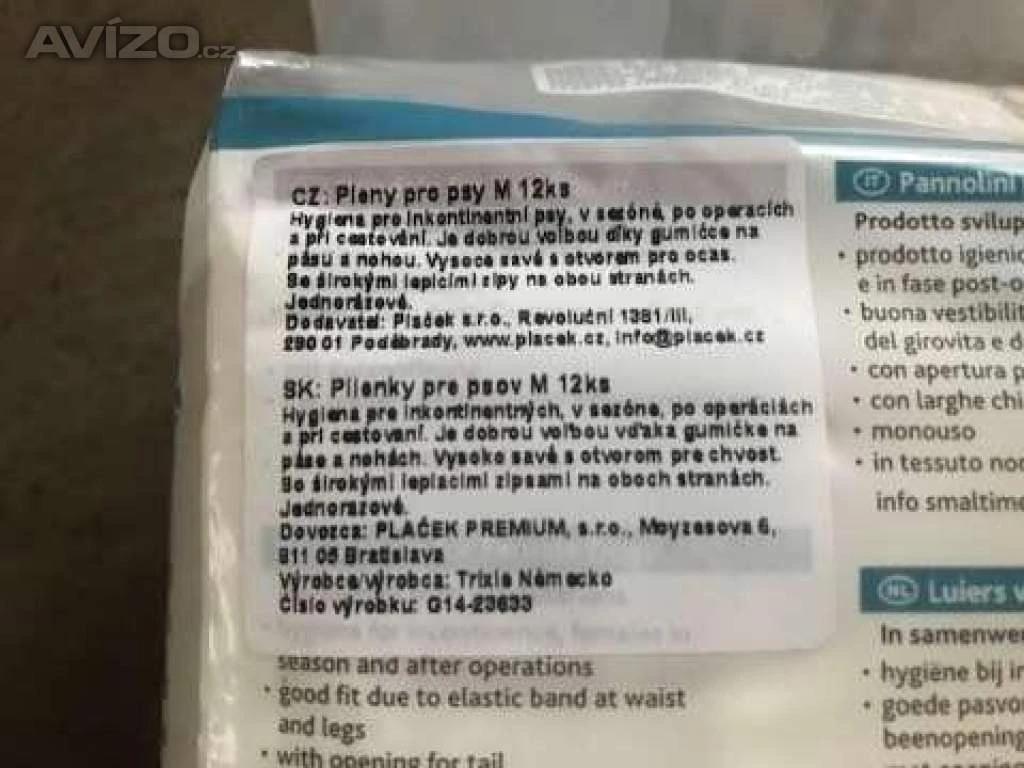 AVÍZO.cz
CZ: Pleny pro psy M 12ks
Hygiena pro inkontinentní psy, v sezóně, po operacích
a při cestování. Je dobrou volbou díky gumičce na
pásu a nohou. Vysoce savé s otvorem pro ocas.
Se širokými lepicími zipy na obou stranách.
Jednorázové.
Dodavatel: Plaček s.r.o., Revoluční 1381/III,
290 01 Poděbrady, www.placek.cz, info@placek.cz
SK: Plienky pre psov M 12ks
Hygiena pre inkontinentných, v sezóne, po operáciách
a pri cestovaní. Je dobrou voľbou vďaka gumičke na
páse a nohách. Vysoko savé s otvorom pre chvost.
So širokými lepiacimi zipsami na oboch stranách.
Jednorazové.
Dovozca: PLAČEK PREMIUM, s.r.o., Moyzesova 6,
811 05 Bratislava
Výrobce/výrobca: Trixie Německo
Číslo výrobku: G14-23633
season and after operations
• good fit due to elastic band at waist
and legs
• with opening for tail
IT Pannolini
Prodotto svilup
• prodotto igienic
e in fase post-o
• buona vestibilit
del girovita e d
• con apertura p
• con larghe chi
• monouso
• in tessuto no
info smaltime
NL Luiers v
In samenwe
• hygiëne bij in
• goede pasvo
beenopening